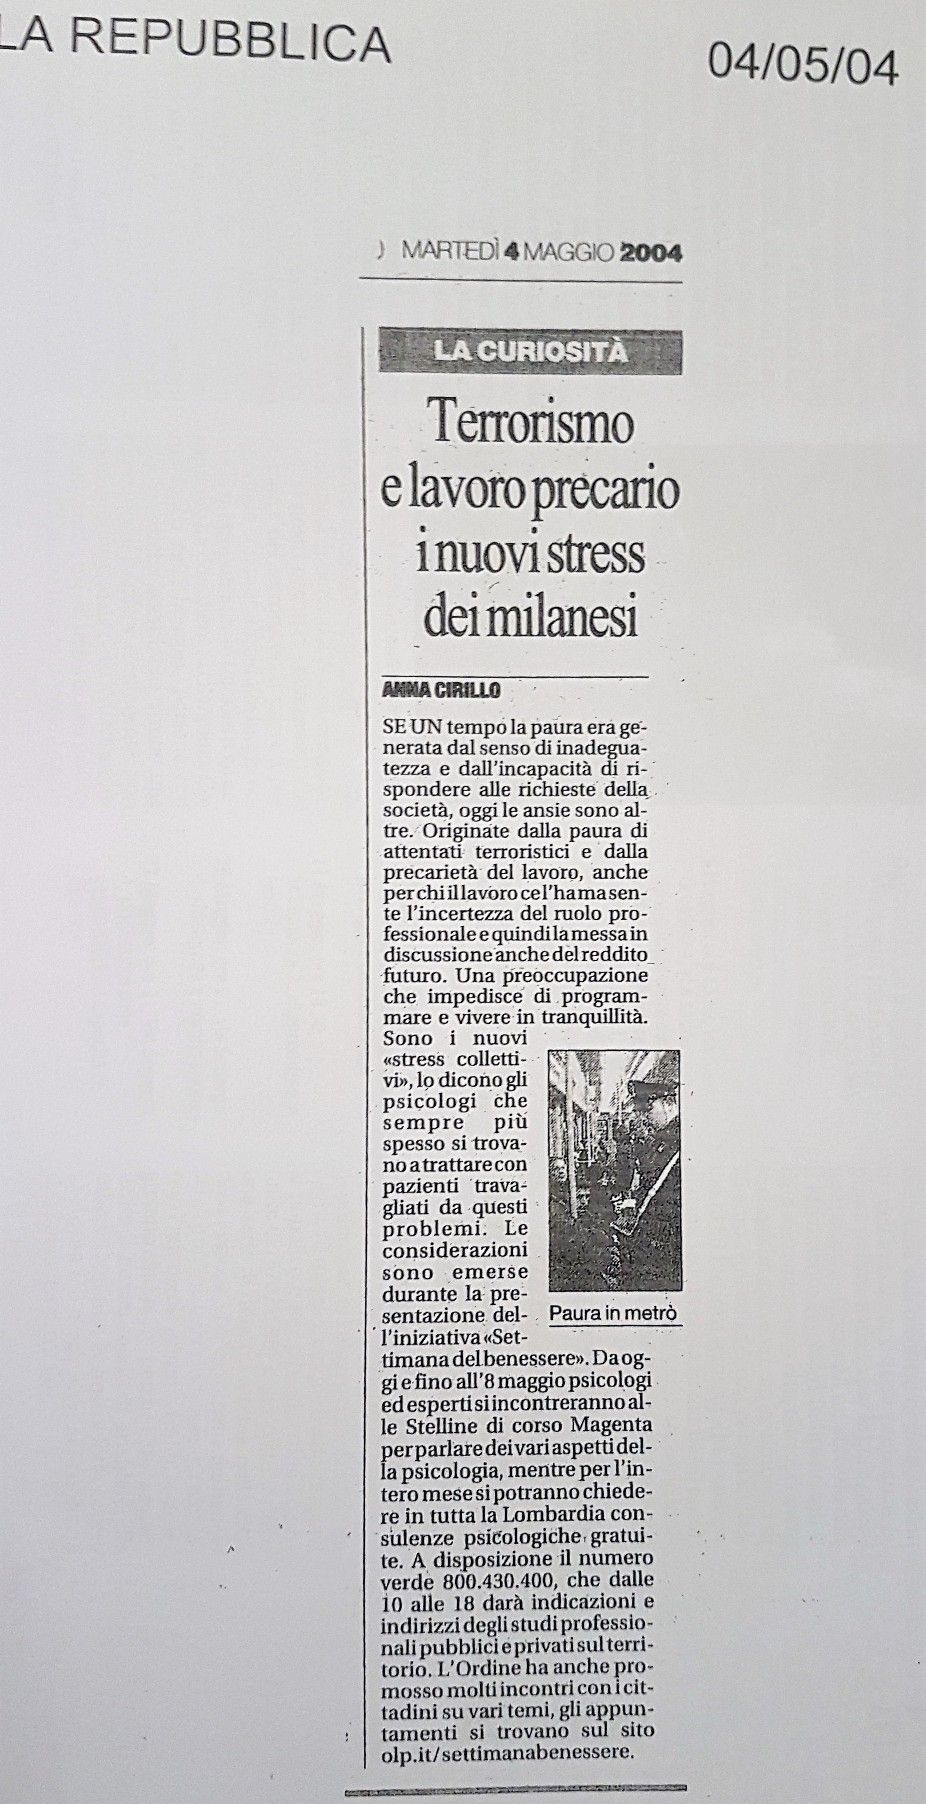 LA REPUBBLICA
04/05/04
) MARTEDÌ 4 MAGGIO 2004
LA CURIOSITÀ
Terrorismo
e lavoro precario
i nuovi stress
dei milanesi
ANNA CIRILLO
SE UN tempo la paura era ge-
nerata dal senso di inadegua-
tezza e dall'incapacità di ri-
spondere alle richieste della
società, oggi le ansie sono al-
tre. Originate dalla paura di
attentati terroristici e dalla
precarietà del lavoro, anche
per chi il lavoro ce l'ha ma sen-
te l'incertezza del ruolo pro-
fessionale e quindi la messa in
discussione anche del reddito
futuro. Una preoccupazione
che impedisce di program-
mare e vivere in tranquillità.
Sono i nuovi
«stress colletti-
vi», lo dicono gli
psicologi che
sempre più
spesso si trova-
no a trattare con
pazienti trava-
gliati da questi
problemi. Le
considerazioni
sono emerse
durante la pre-
sentazione del-
l'iniziativa «Set-
timana del benessere». Da og-
gi e fino all'8 maggio psicologi
ed esperti si incontreranno al-
le Stelline di corso Magenta
per parlare dei vari aspetti del-
la psicologia, mentre per l'in-
tero mese si potranno chiede-
re in tutta la Lombardia con-
sulenze psicologiche gratui-
te. A disposizione il numero
verde 800.430.400, che dalle
10 alle 18 darà indicazioni e
indirizzi degli studi professio-
nali pubblici e privati sul terri-
torio. L'Ordine ha anche pro-
mosso molti incontri con i cit-
tadini su vari temi, gli appun-
tamenti si trovano sul sito
olp.it/settimanabenessere.
Paura in metrò